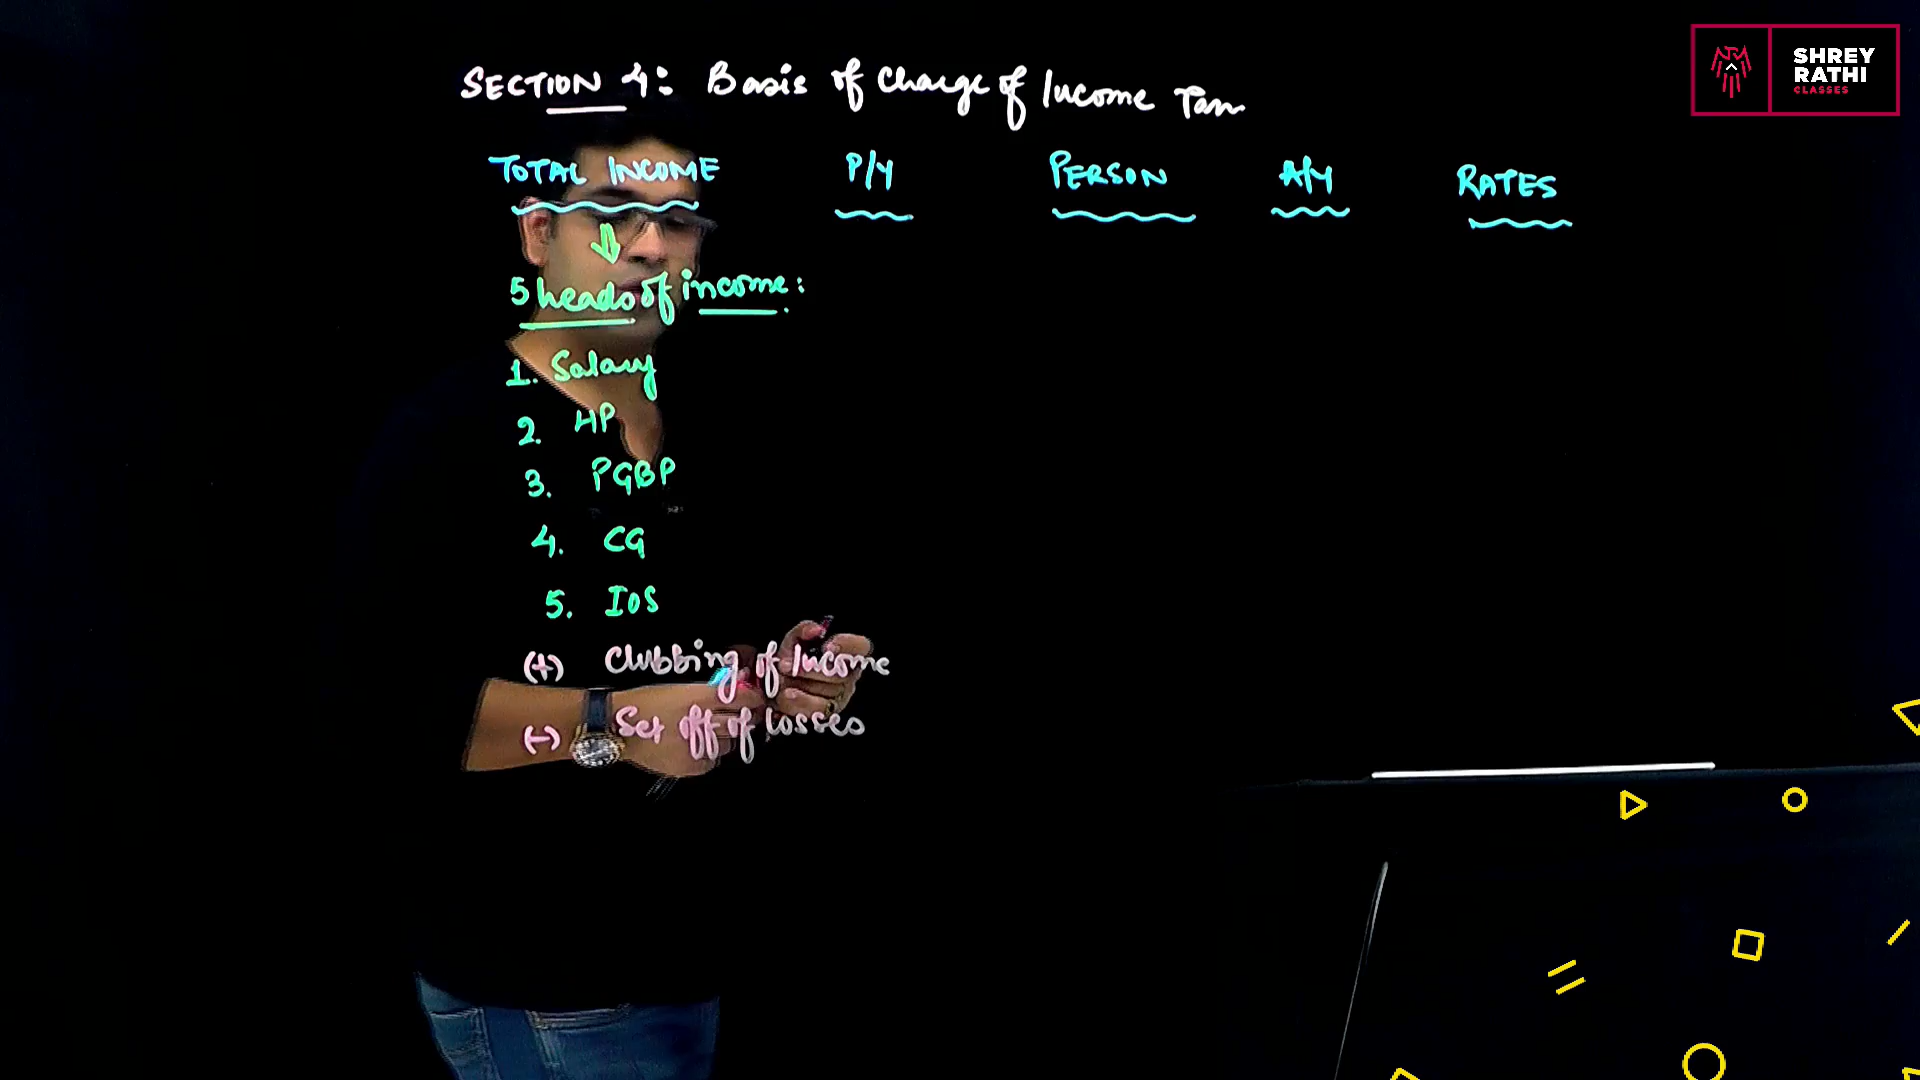 SECTION 4: Basis of Charge of Income Tax
TOTAL INCOME P/Y PERSON A/Y RATES
5 heads of income:
1. Salary
2. HP
3. PGBP
4. CG
5. IOS
(+) Clubbing of Income
(-) Set off of Losses
SHREY
RATHI
CLASSES